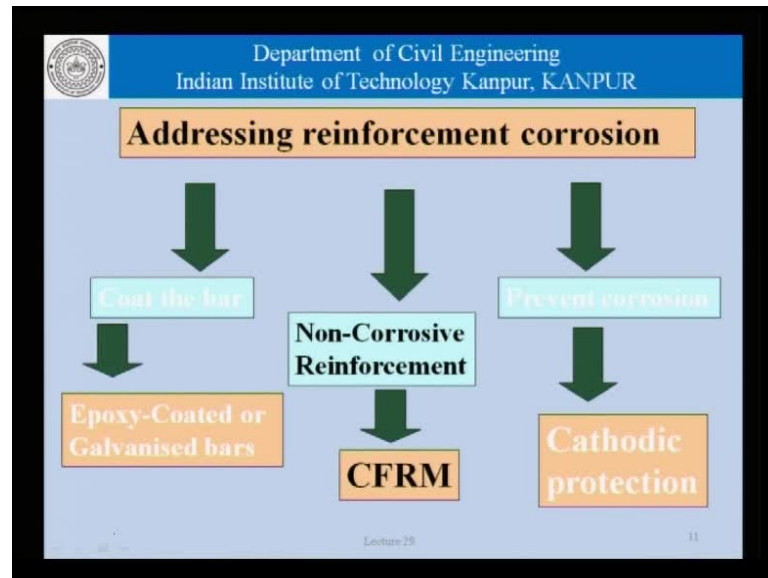 Department of Civil Engineering
Indian Institute of Technology Kanpur, KANPUR
Addressing reinforcement corrosion
Coat the bar
Non-Corrosive
Reinforcement
Prevent corrosion
Epoxy-Coated or
Galvanised bars
CFRM
Cathodic
protection
Lecture 29
11